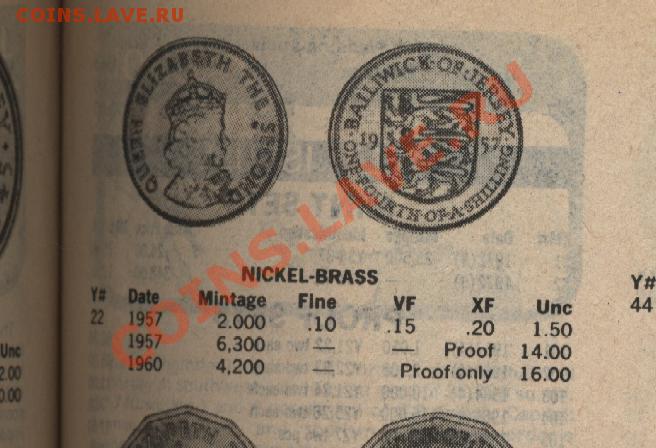 COINS.LAVE.RU
QUEEN ELIZABETH THE SECOND
BAILIWICK·OF·JERSEY
19 57
ONE·FOURTH·OF·A·SHILLING
COINS.LAVE.RU
NICKEL-BRASS
Y# Date Mintage Fine VF XF Unc
22 1957 2.000 .10 .15 .20 1.50
1957 6,300 — — Proof 14.00
1960 4,200 — Proof only 16.00
Y#
44
Unc
2.00
0.00